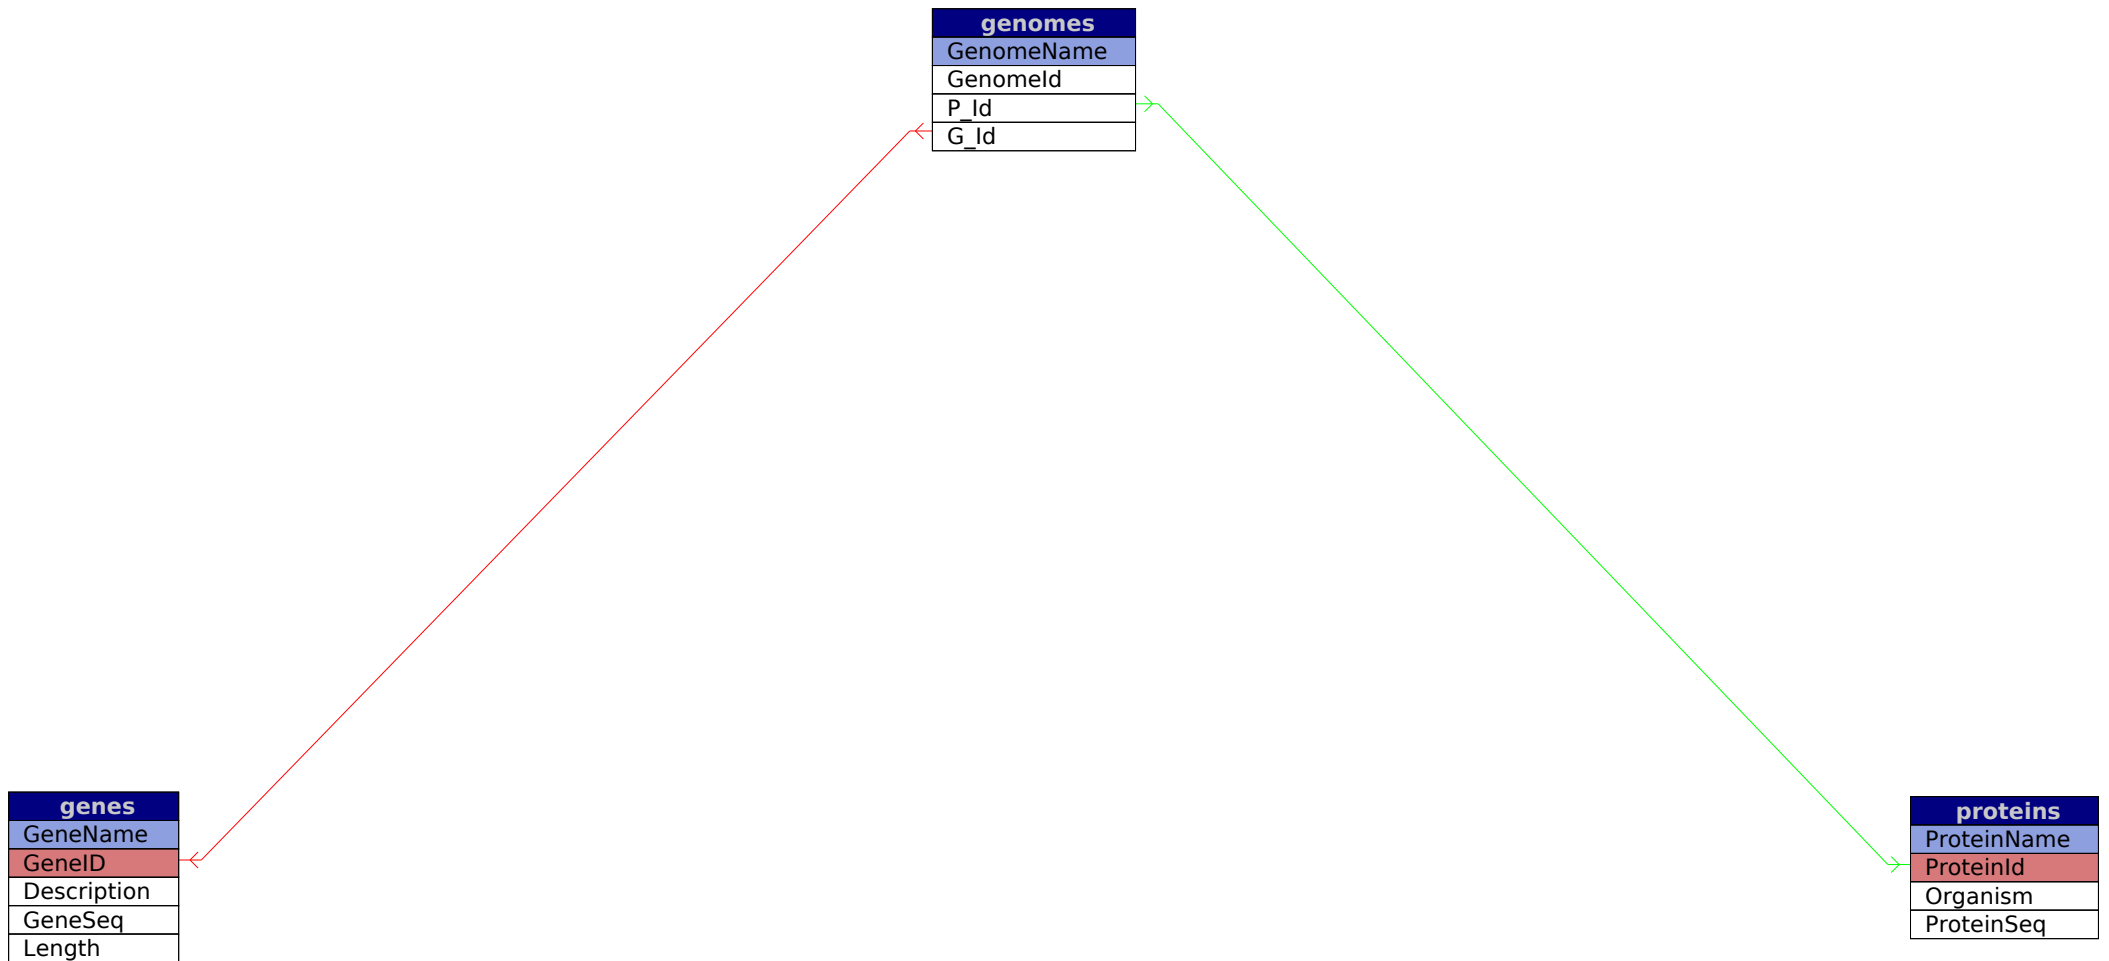 genomes
GenomeName
GenomeId
P_Id
G_Id
genes
GeneName
GeneID
Description
GeneSeq
Length
proteins
ProteinName
ProteinId
Organism
ProteinSeq